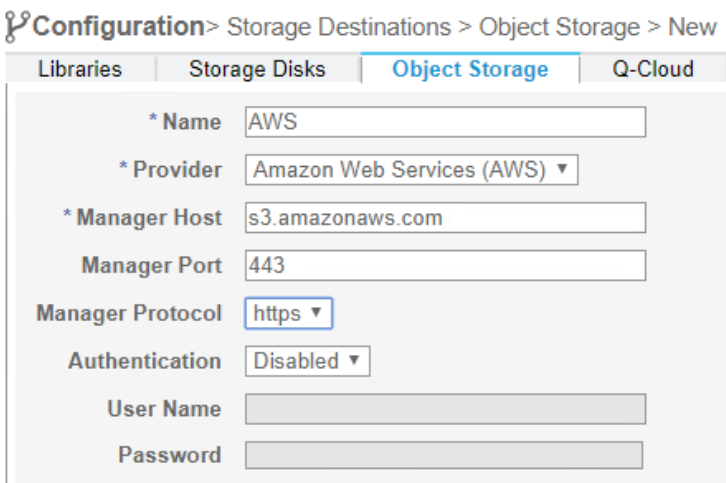 Configuration> Storage Destinations > Object Storage > New
Libraries Storage Disks Object Storage Q-Cloud
* Name AWS
* Provider Amazon Web Services (AWS) ▼
* Manager Host s3.amazonaws.com
Manager Port 443
Manager Protocol https ▼
Authentication Disabled ▼
User Name
Password